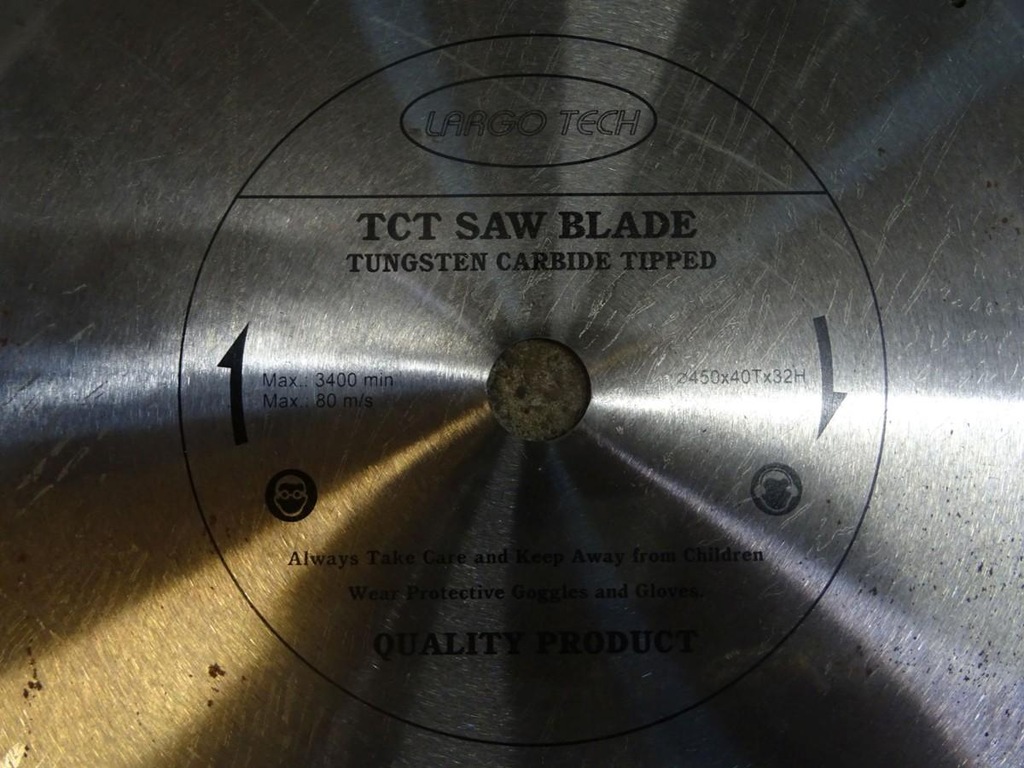 LARGO TECH
TCT SAW BLADE
TUNGSTEN CARBIDE TIPPED
Max.: 3400 min
Max.: 80 m/s
450x40Tx32H
Always Take Care and Keep Away from Children
Wear Protective Goggles and Gloves.
QUALITY PRODUCT